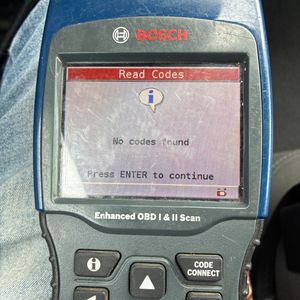 BOSCH
Read Codes
i
No codes found
Press ENTER to continue
Enhanced OBD I & II Scan
i
CODE
CONNECT